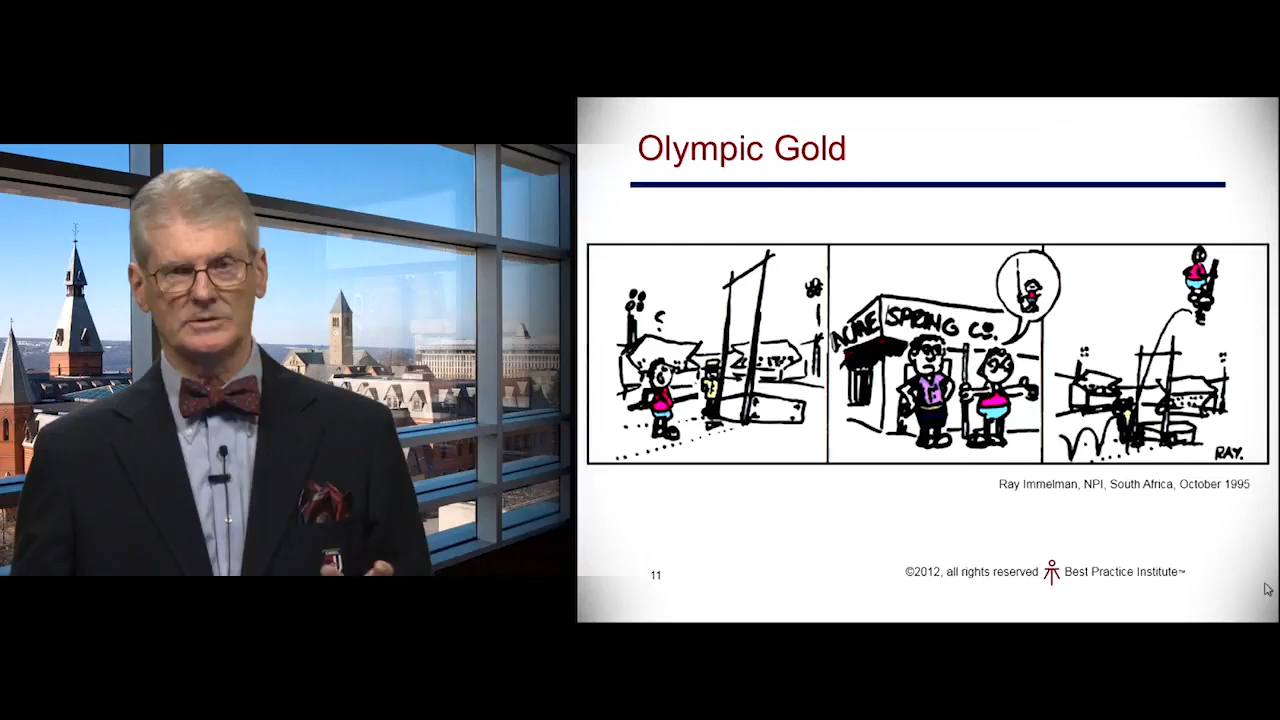 Olympic Gold
ACME SPRING CO.
RAY.
Ray Immelman, NPI, South Africa, October 1995
11
©2012, all rights reserved Best Practice Institute™